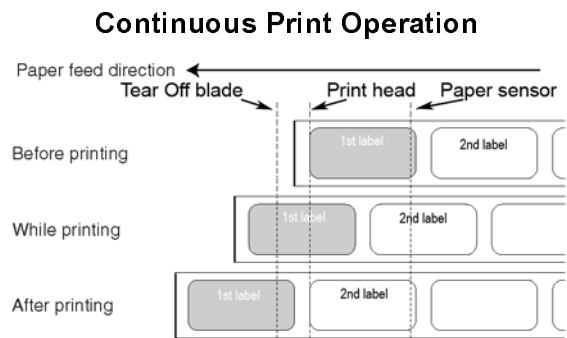 Continuous Print Operation
Paper feed direction
Tear Off blade Print head Paper sensor
Before printing 1st label 2nd label
While printing 1st label 2nd label
After printing 1st label 2nd label